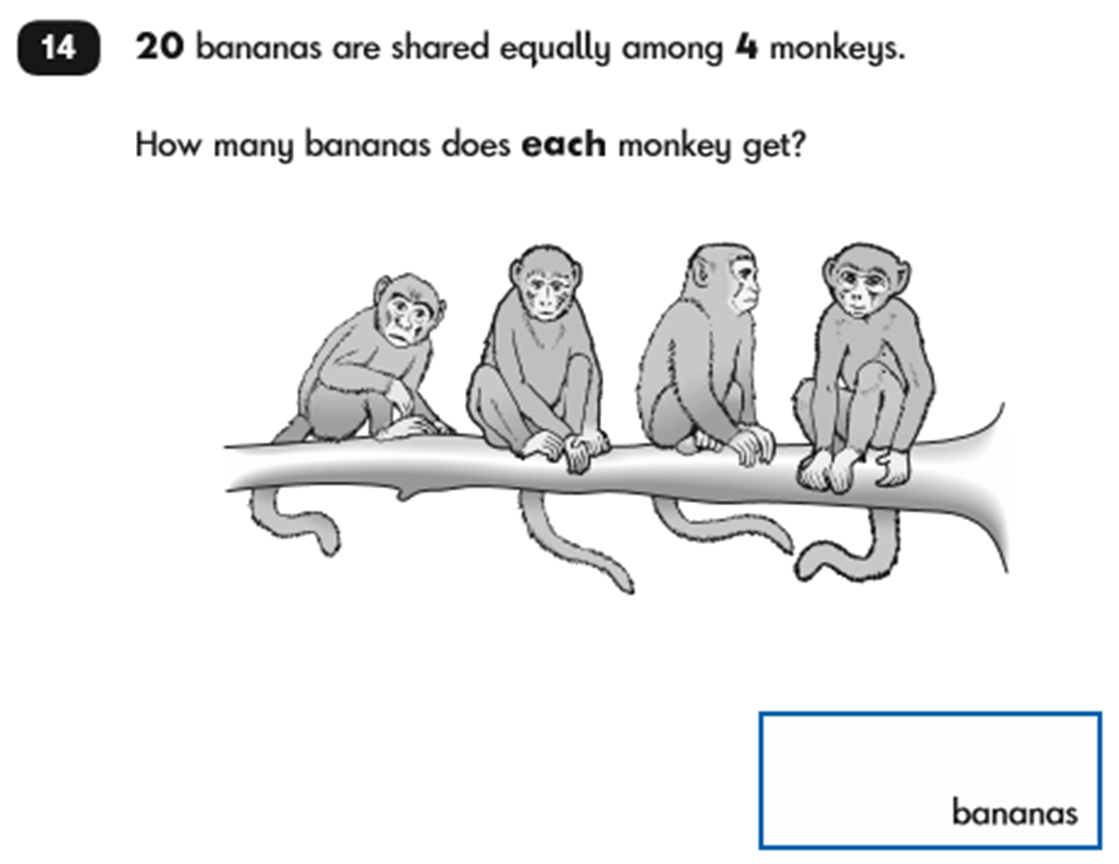 14 20 bananas are shared equally among 4 monkeys.
How many bananas does each monkey get?
bananas